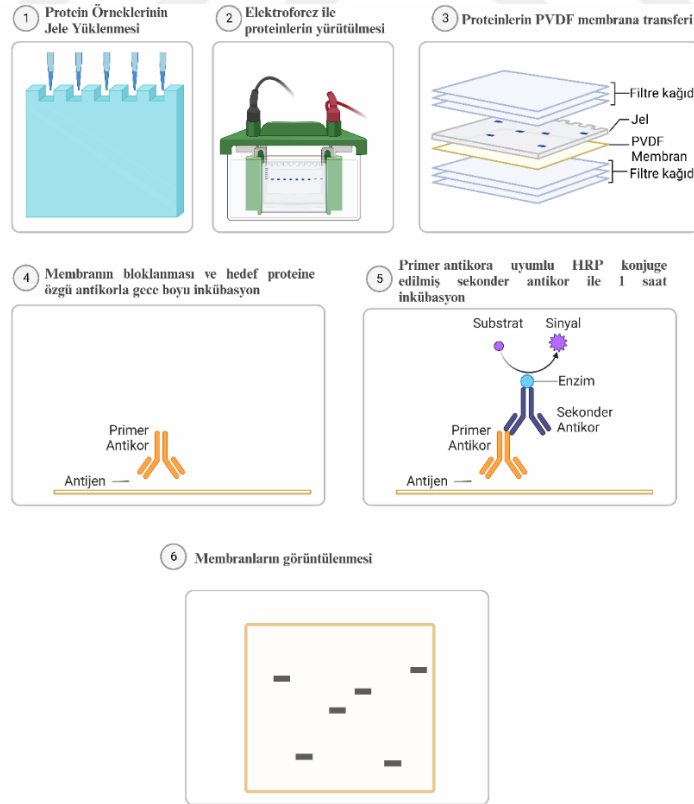 1
Protein Örneklerinin
Jele Yüklenmesi
2
Elektroforez ile
proteinlerin yürütülmesi
3
Proteinlerin PVDF membrana transferi
Filtre kağıd
Jel
PVDF
Membran
Filtre kağıd
4
Membranın bloklanması ve hedef proteine
özgü antikorla gece boyu inkübasyon
Primer
Antikor
Antijen
5
Primer antikora uyumlu HRP konjuge
edilmiş sekonder antikor ile 1 saat
inkübasyon
Substrat
Sinyal
Enzim
Sekonder
Antikor
Primer
Antikor
Antijen
6
Membranların görüntülenmesi